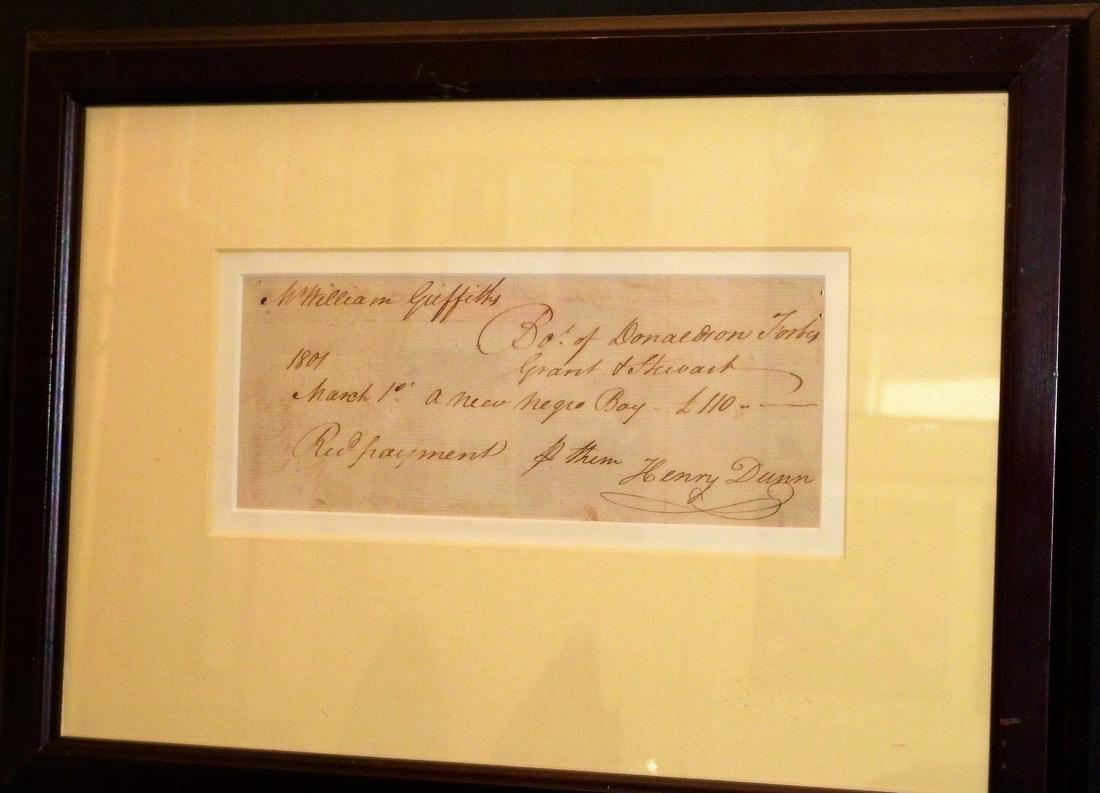 Mr William Griffiths
Bot. of Donaldson Forbes
Grant & Stewart
1801
March 1st. a new Negro Boy - £110 - -
Recd payment pr them
Henry Dunn